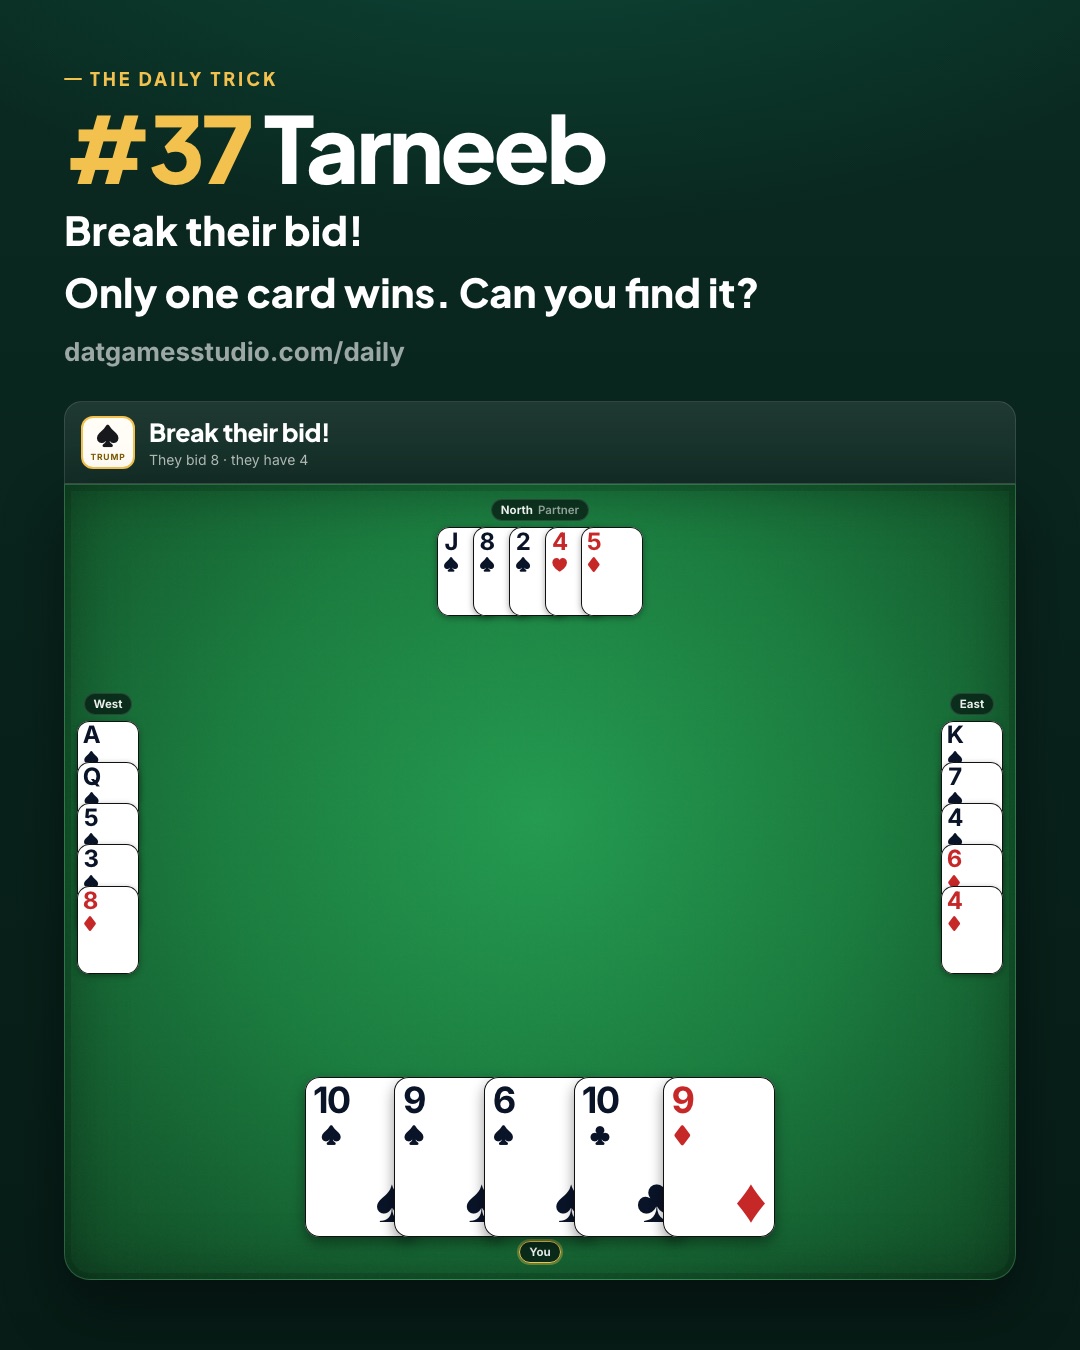 — THE DAILY TRICK
#37 Tarneeb
Break their bid!
Only one card wins. Can you find it?
datgamesstudio.com/daily
TRUMP
Break their bid!
They bid 8 · they have 4
North Partner
J 8 2 4 5
West
A
Q
5
3
8
East
K
7
4
6
4
10 9 6 10 9
You